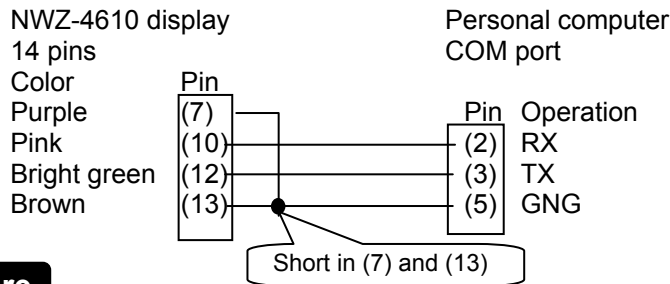 NWZ-4610 display Personal computer
14 pins COM port
Color Pin
Purple (7) Pin Operation
Pink (10) (2) RX
Bright green (12) (3) TX
Brown (13) (5) GNG
Short in (7) and (13)